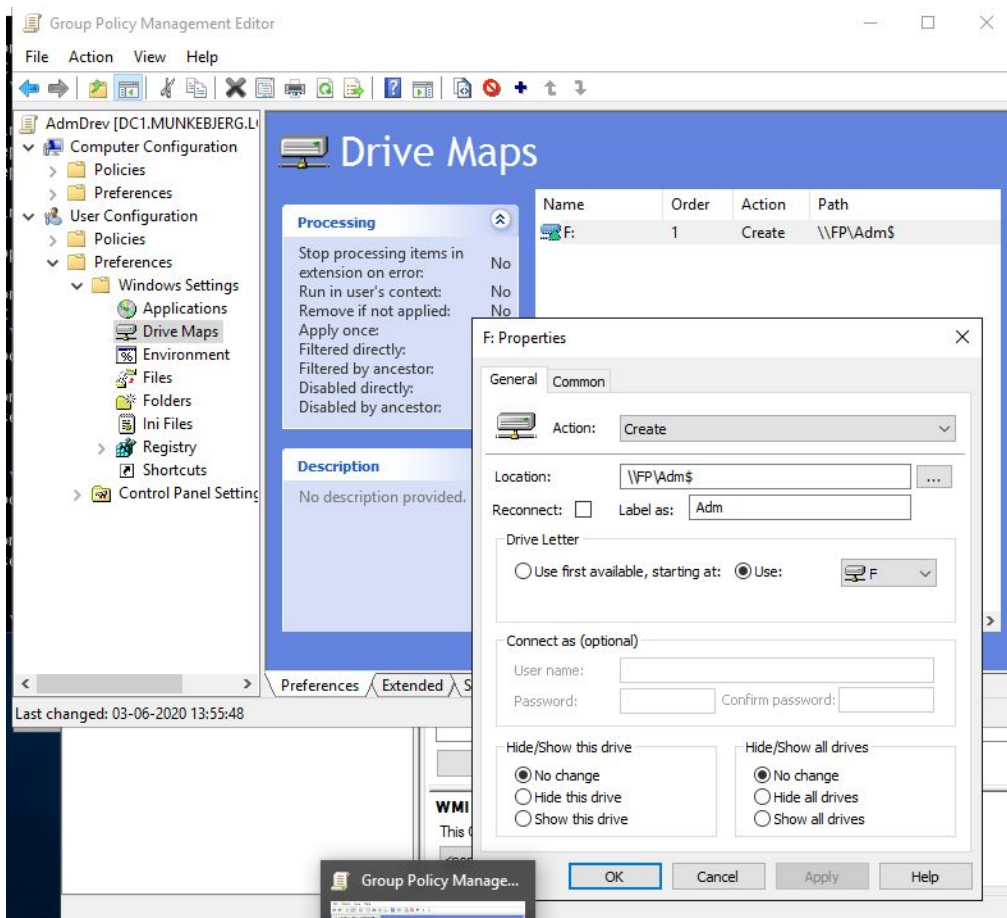 Group Policy Management Editor
File Action View Help
AdmDrev [DC1.MUNKEBJERG.L
Computer Configuration
Policies
Preferences
User Configuration
Policies
Preferences
Windows Settings
Applications
Drive Maps
Environment
Files
Folders
Ini Files
Registry
Shortcuts
Control Panel Setting
Drive Maps
Processing
Stop processing items in extension on error: No
Run in user's context: No
Remove if not applied: No
Apply once:
Filtered directly:
Filtered by ancestor:
Disabled directly:
Disabled by ancestor:
Description
No description provided.
Name Order Action Path
F: 1 Create \\FP\Adm$
Preferences Extended S
Last changed: 03-06-2020 13:55:48
F: Properties
General Common
Action: Create
Location: \\FP\Adm$ ...
Reconnect: Label as: Adm
Drive Letter
Use first available, starting at: Use: F
Connect as (optional)
User name:
Password: Confirm password:
Hide/Show this drive
No change
Hide this drive
Show this drive
Hide/Show all drives
No change
Hide all drives
Show all drives
OK Cancel Apply Help
WMI
This
Group Policy Manage...